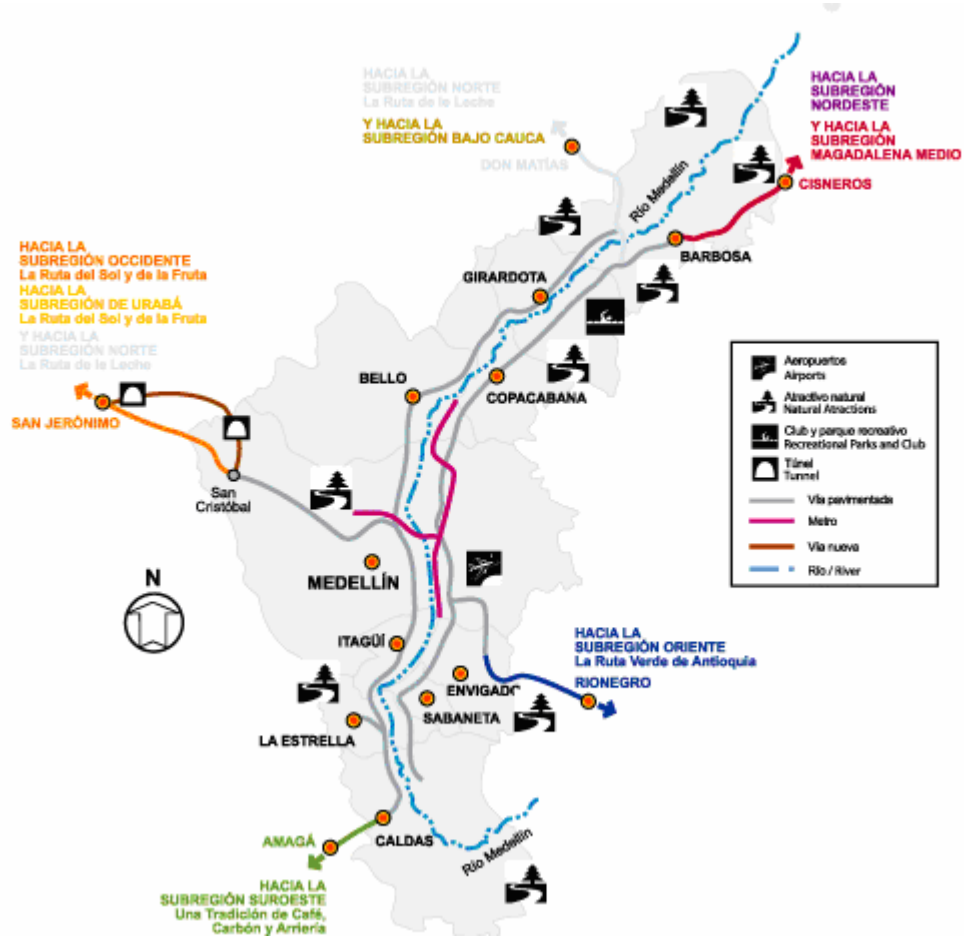 HACIA LA
SUBREGIÓN NORTE
La Ruta de le Leche
Y HACIA LA
SUBREGIÓN BAJO CAUCA
DON MATÍAS
HACIA LA
SUBREGIÓN
NORDESTE
Y HACIA LA
SUBREGIÓN
MAGADALENA MEDIO
CISNEROS
Río Medellín
BARBOSA
GIRARDOTA
HACIA LA
SUBREGIÓN OCCIDENTE
La Ruta del Sol y de la Fruta
HACIA LA
SUBREGIÓN DE URABÁ
La Ruta del Sol y de la Fruta
Y HACIA LA
SUBREGIÓN NORTE
La Ruta de le Leche
SAN JERÓNIMO
BELLO
COPACABANA
San
Cristóbal
Aeropuertos
Airports
Atractivo natural
Natural Atractions
Club y parque recreativo
Recreational Parks and Club
Túnel
Tunnel
Vía pavimentada
Metro
Vía nueva
Río / River
N
MEDELLÍN
ITAGÜÍ
HACIA LA
SUBREGIÓN ORIENTE
La Ruta Verde de Antioquia
RIONEGRO
ENVIGADO
SABANETA
LA ESTRELLA
CALDAS
Río Medellín
AMAGÁ
HACIA LA
SUBREGIÓN SUROESTE
Una Tradición de Café,
Carbón y Arriería